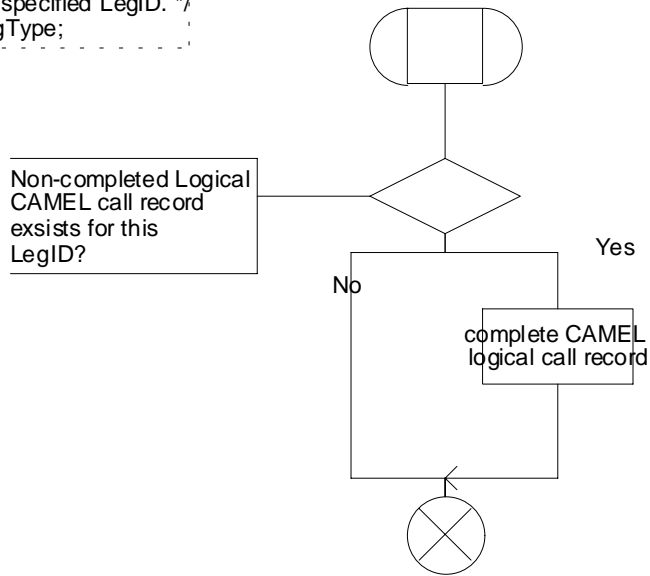 specified LegID. */
gType;
Non-completed Logical
CAMEL call record
exsists for this
LegID?
Yes
No
complete CAMEL
logical call record